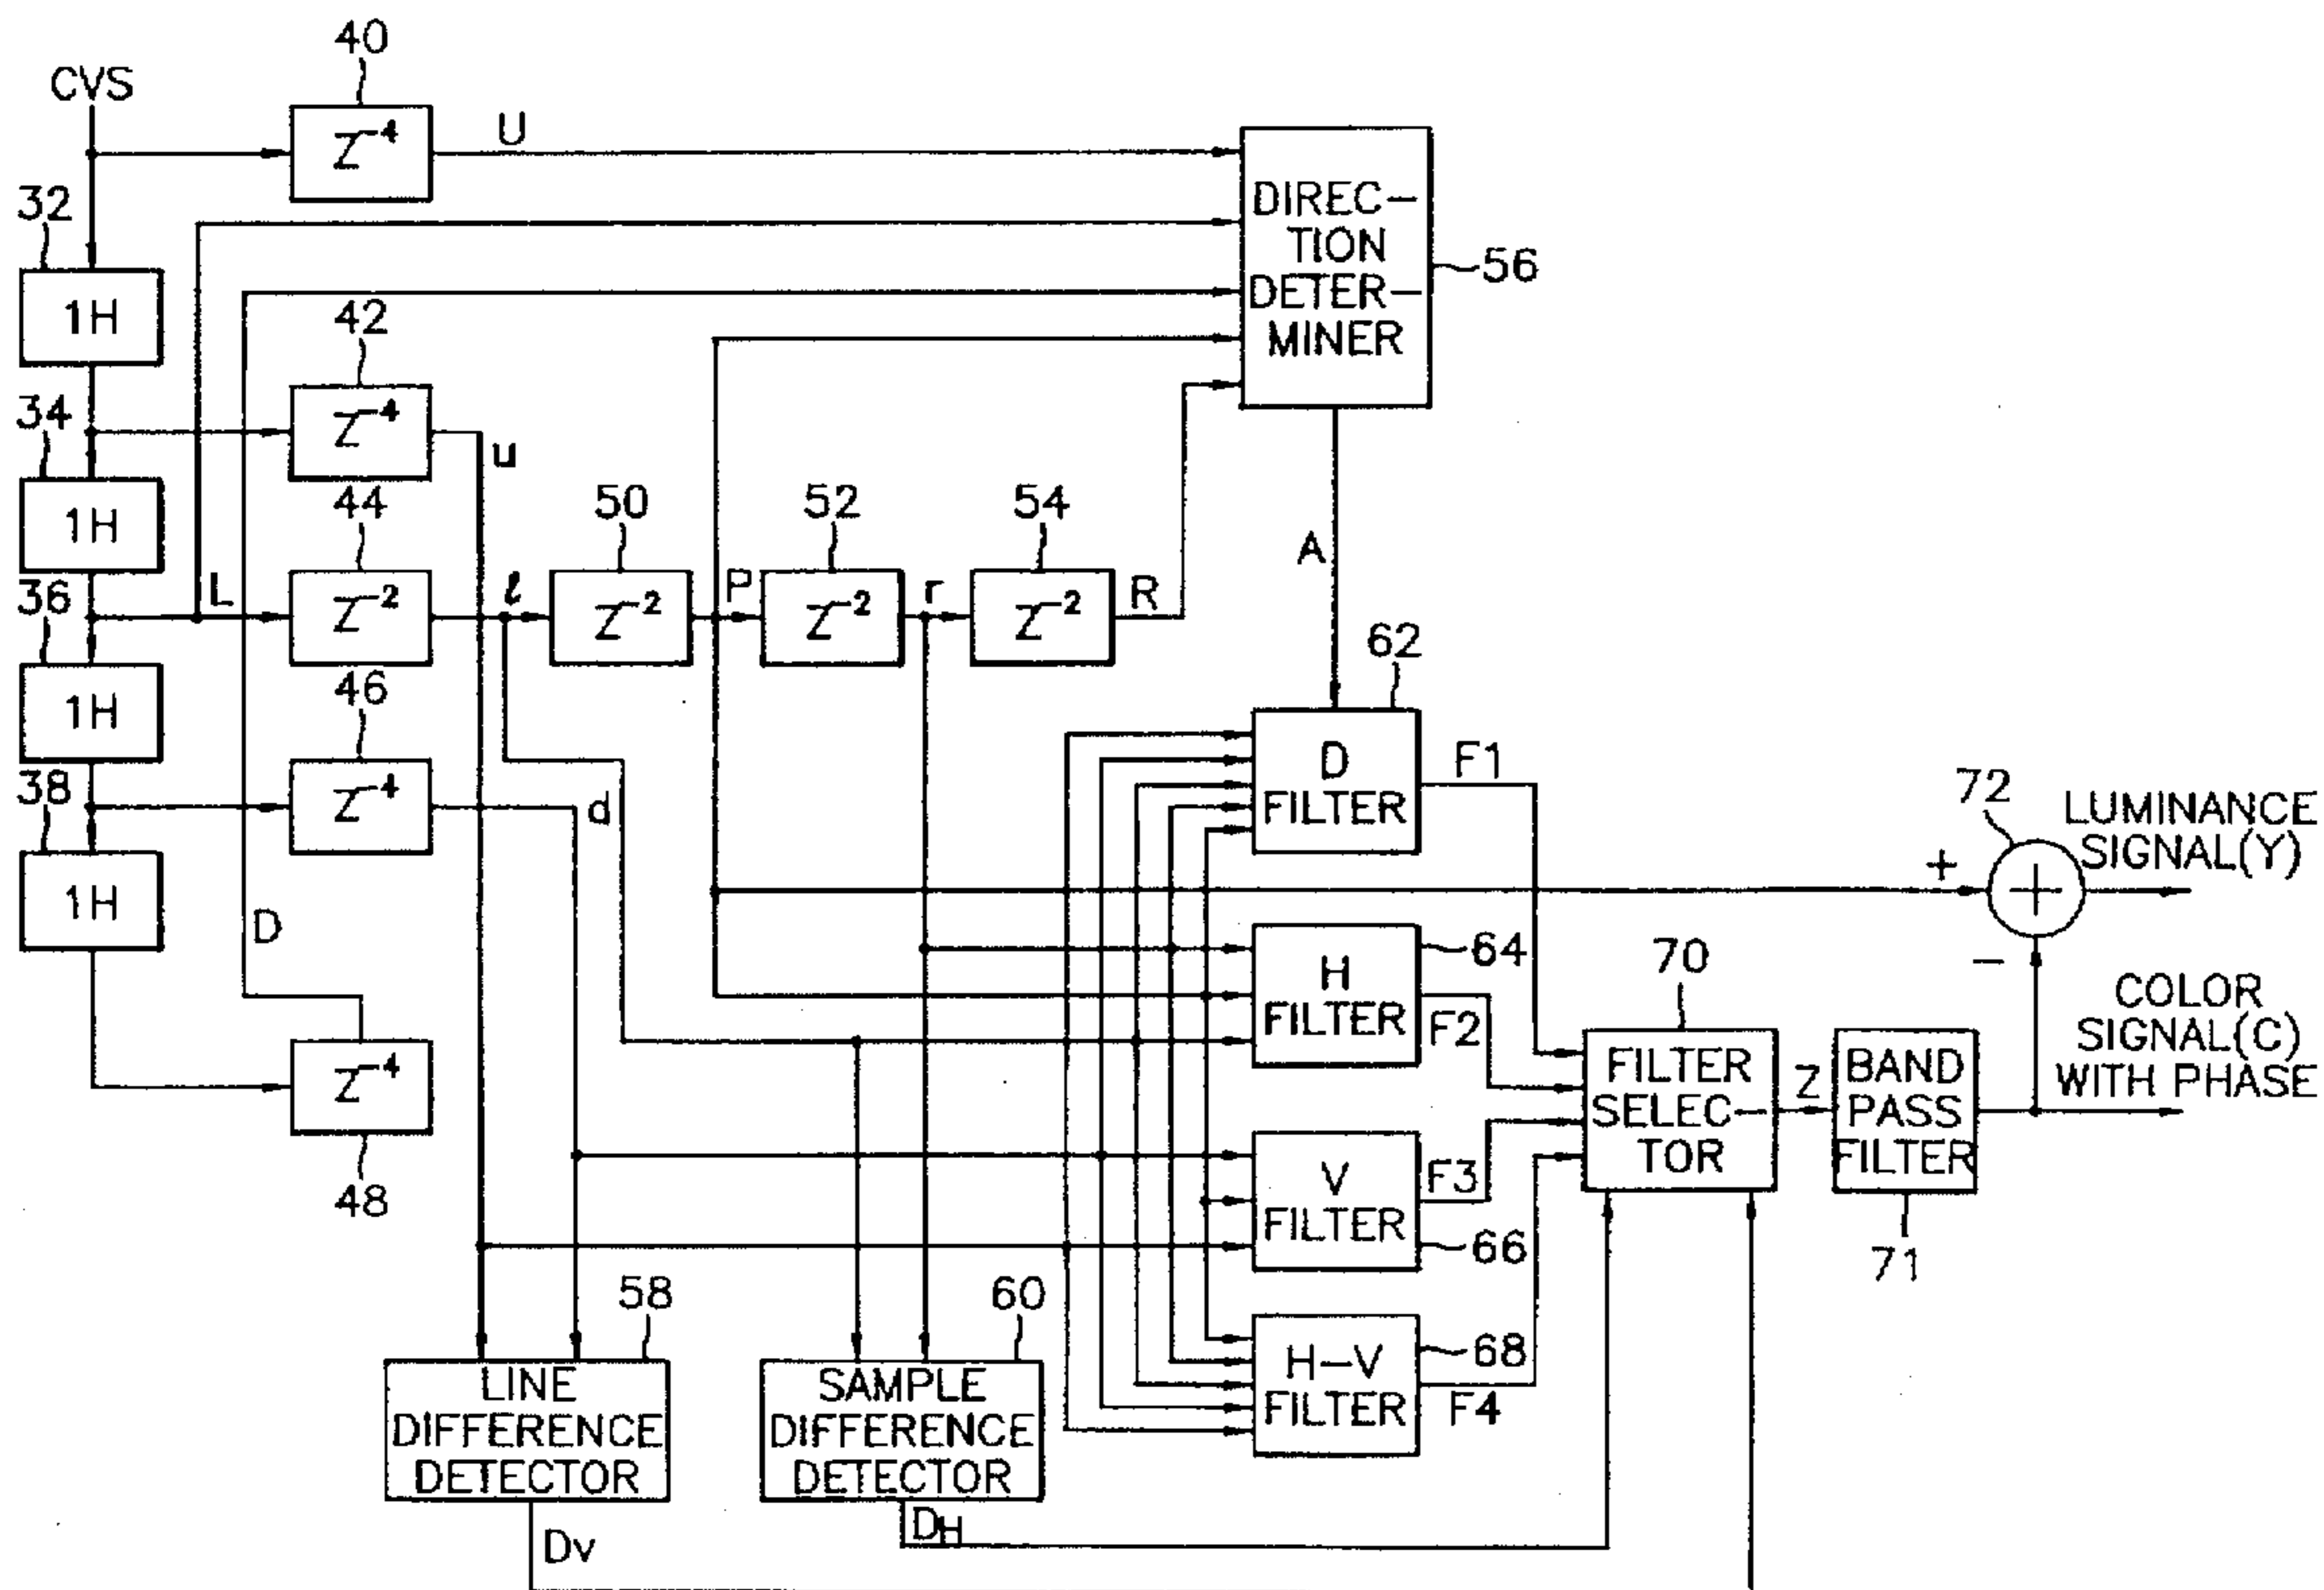 40
CVS
Z⁻⁴
U
32
1H
DIREC-
TION
DETER-
MINER
56
42
Z⁻⁴
u
34
1H
44
50
52
54
A
36
L
Z⁻²
ℓ
Z⁻²
P
Z⁻²
r
Z⁻²
R
1H
46
Z⁻⁴
d
62
D
FILTER
F1
38
1H
D
72
LUMINANCE
SIGNAL(Y)
+
+
-
H
FILTER
64
F2
70
FILTER
SELEC-
TOR
Z
BAND
PASS
FILTER
71
COLOR
SIGNAL(C)
WITH PHASE
Z⁻⁴
48
V
FILTER
F3
66
58
LINE
DIFFERENCE
DETECTOR
60
SAMPLE
DIFFERENCE
DETECTOR
H-V
FILTER
68
F4
DH
Dv